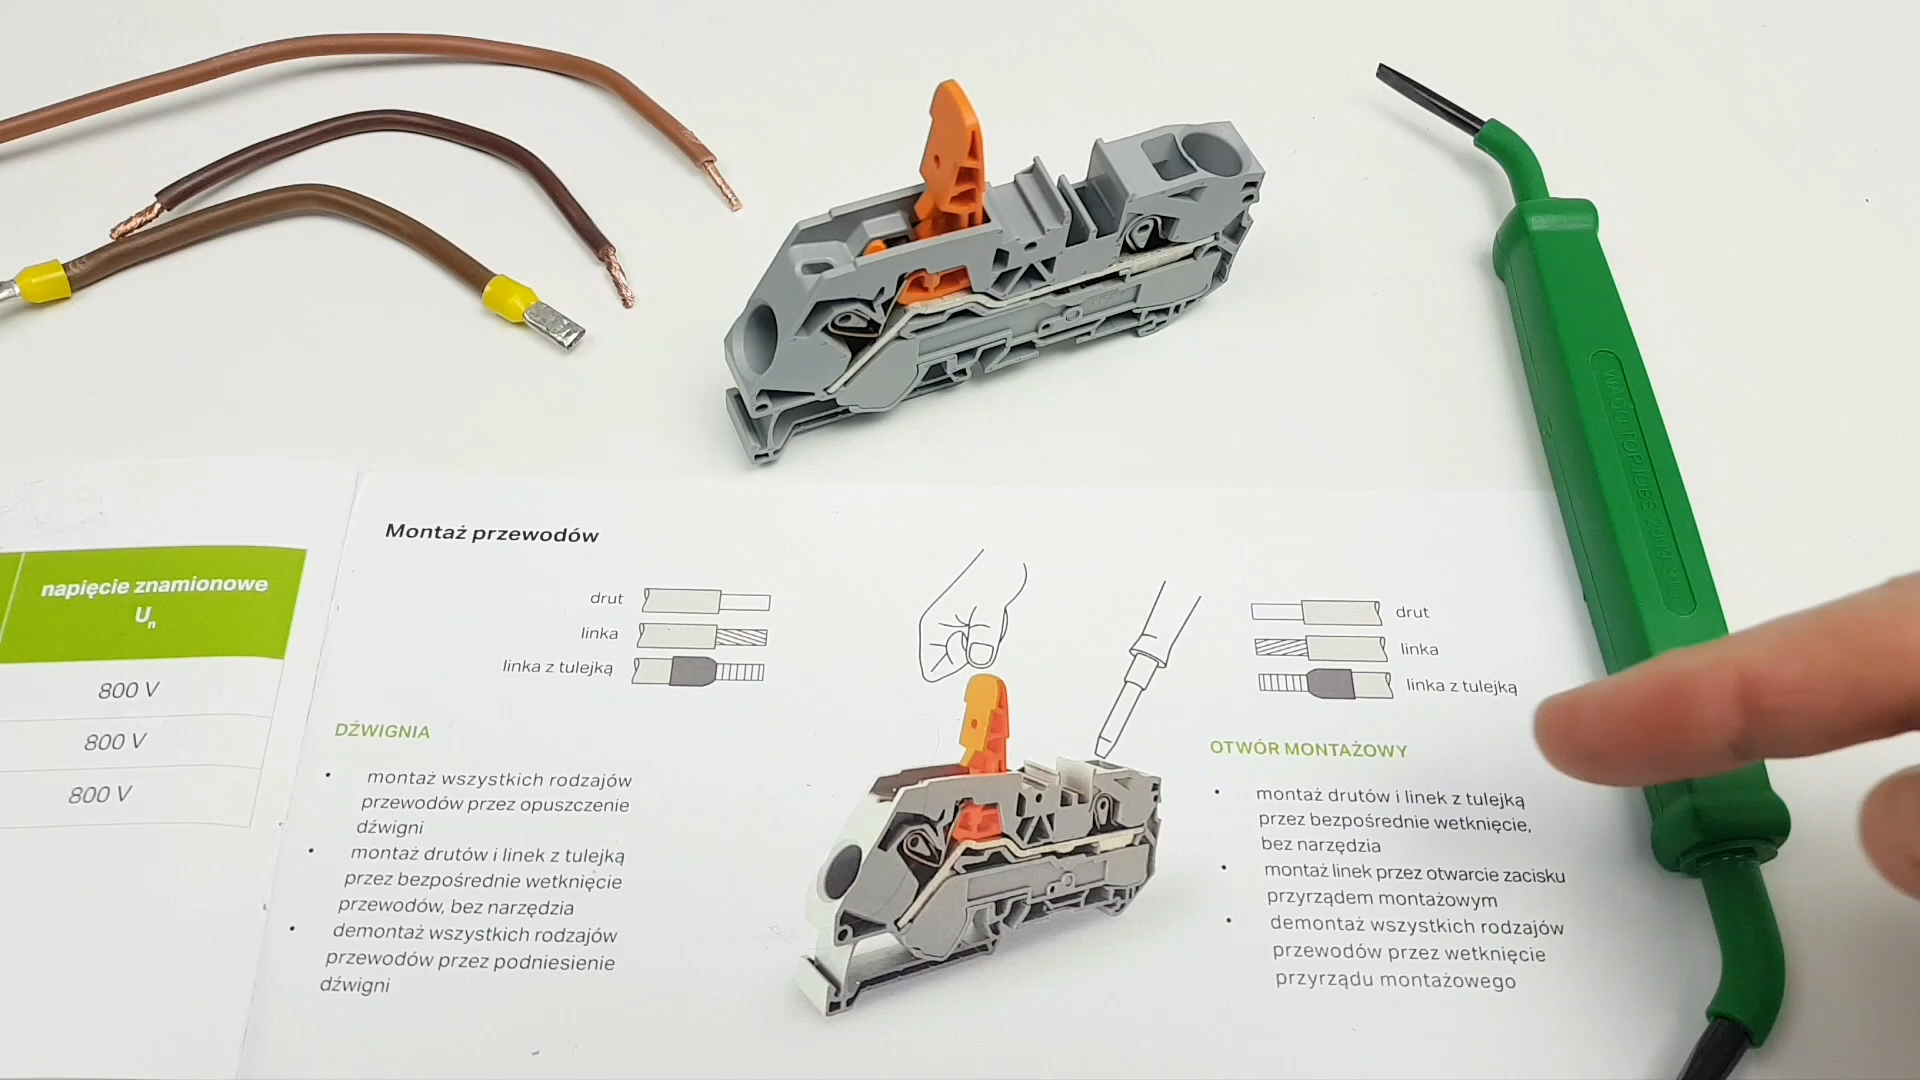 WAGO TOPJOBS
Montaż przewodów
napięcie znamionowe
Un
800 V
800 V
800 V
drut
linka
linka z tulejką
DŹWIGNIA
• montaż wszystkich rodzajów
przewodów przez opuszczenie
dźwigni
• montaż drutów i linek z tulejką
przez bezpośrednie wetknięcie
przewodów, bez narzędzia
• demontaż wszystkich rodzajów
przewodów przez podniesienie
dźwigni
drut
linka
linka z tulejką
OTWÓR MONTAŻOWY
• montaż drutów i linek z tulejką
przez bezpośrednie wetknięcie,
bez narzędzia
• montaż linek przez otwarcie zacisku
przyrządem montażowym
• demontaż wszystkich rodzajów
przewodów przez wetknięcie
przyrządu montażowego